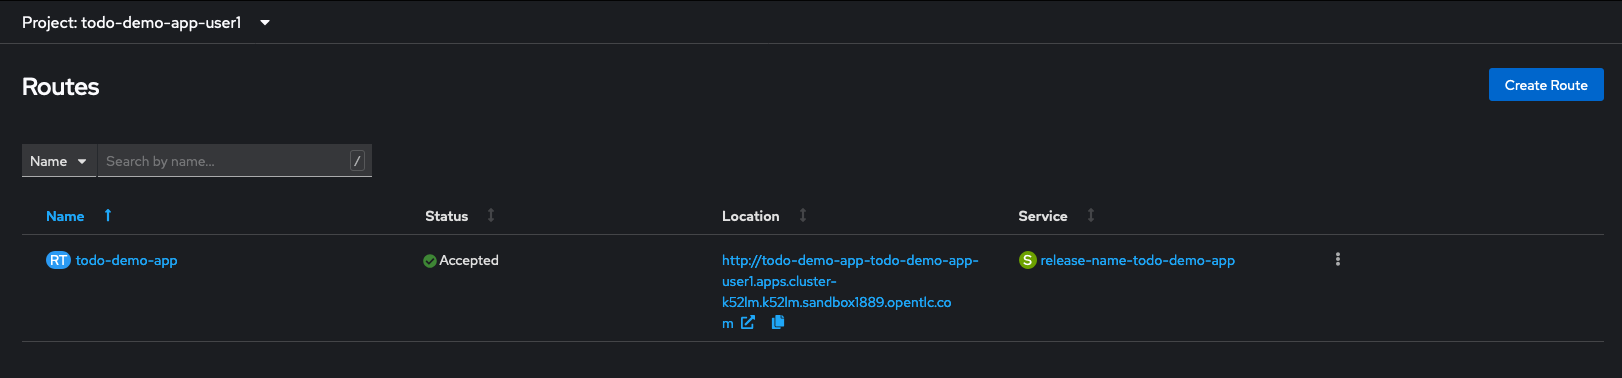 Project: todo-demo-app-user1
Routes
Create Route
Name
Search by name...
/
Name
Status
Location
Service
RT todo-demo-app
Accepted
http://todo-demo-app-todo-demo-app-
user1.apps.cluster-
k52lm.k52lm.sandbox1889.opentlc.co
m
S release-name-todo-demo-app